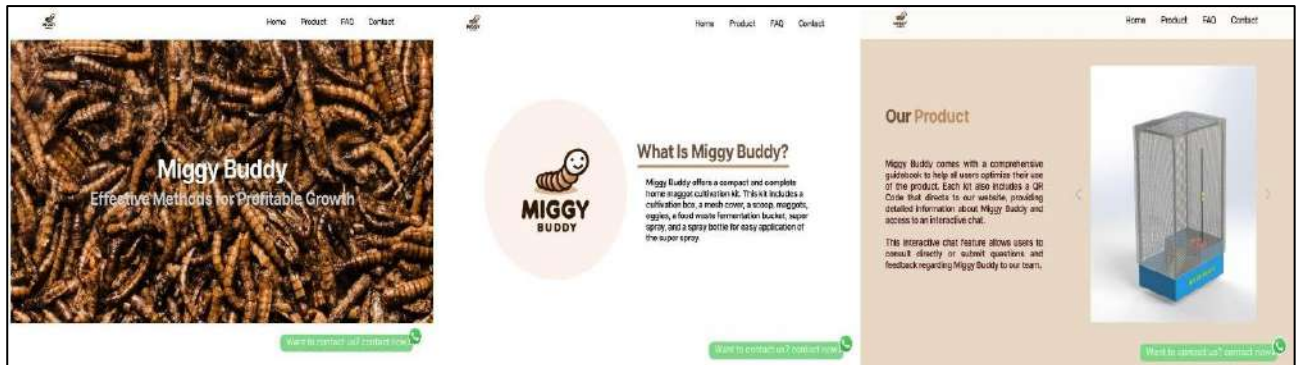 Home Product FAQ Contact
Miggy Buddy
Effective Methods for Profitable Growth
Want to contact us? contact now!
Home Product FAQ Contact
MIGGY
BUDDY
What Is Miggy Buddy?
Miggy Buddy offers a compact and complete
home maggot cultivation kit. This kit includes a
cultivation box, a mesh cover, a scoop, maggots,
eggies, a food waste fermentation bucket, super
spray, and a spray bottle for easy application of
the super spray.
Want to contact us? contact now!
Home Product FAQ Contact
Our Product
Miggy Buddy comes with a comprehensive
guidebook to help all users optimize their use
of the product. Each kit also includes a QR
Code that directs to our website, providing
detailed information about Miggy Buddy and
access to an interactive chat.
This interactive chat feature allows users to
consult directly or submit questions and
feedback regarding Miggy Buddy to our team.
Want to contact us? contact now!